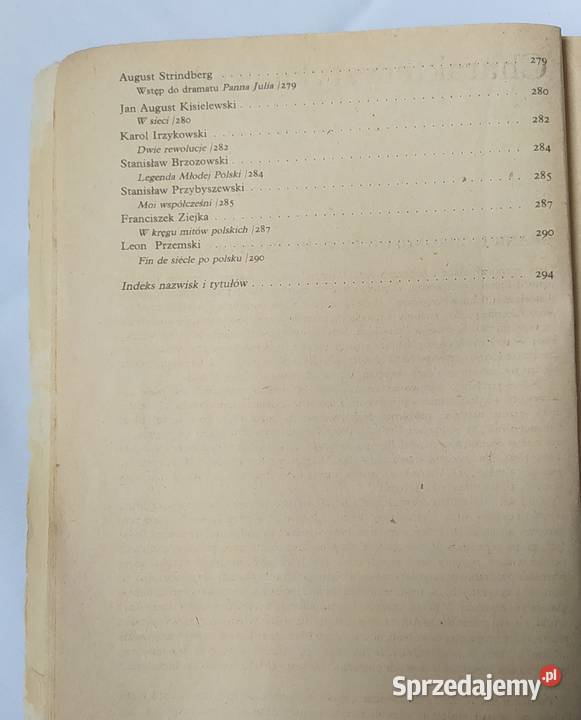 August Strindberg . . . . . . . . . . . . . . . . . . . . 279
Wstęp do dramatu Panna Julia /279
Jan August Kisielewski . . . . . . . . . . . . . . . . . . . . 280
W sieci /280
Karol Irzykowski . . . . . . . . . . . . . . . . . . . . 282
Dwie rewolucje /282
Stanisław Brzozowski . . . . . . . . . . . . . . . . . . . . 284
Legenda Młodej Polski /284
Stanisław Przybyszewski . . . . . . . . . . . . . . . . . . . . 285
Moi współcześni /285
Franciszek Ziejka . . . . . . . . . . . . . . . . . . . . 287
W kręgu mitów polskich /287
Leon Przemski . . . . . . . . . . . . . . . . . . . . 290
Fin de siècle po polsku /290
Indeks nazwisk i tytułów . . . . . . . . . . . . . . . . . . . . 294
Sprzedajemy.pl